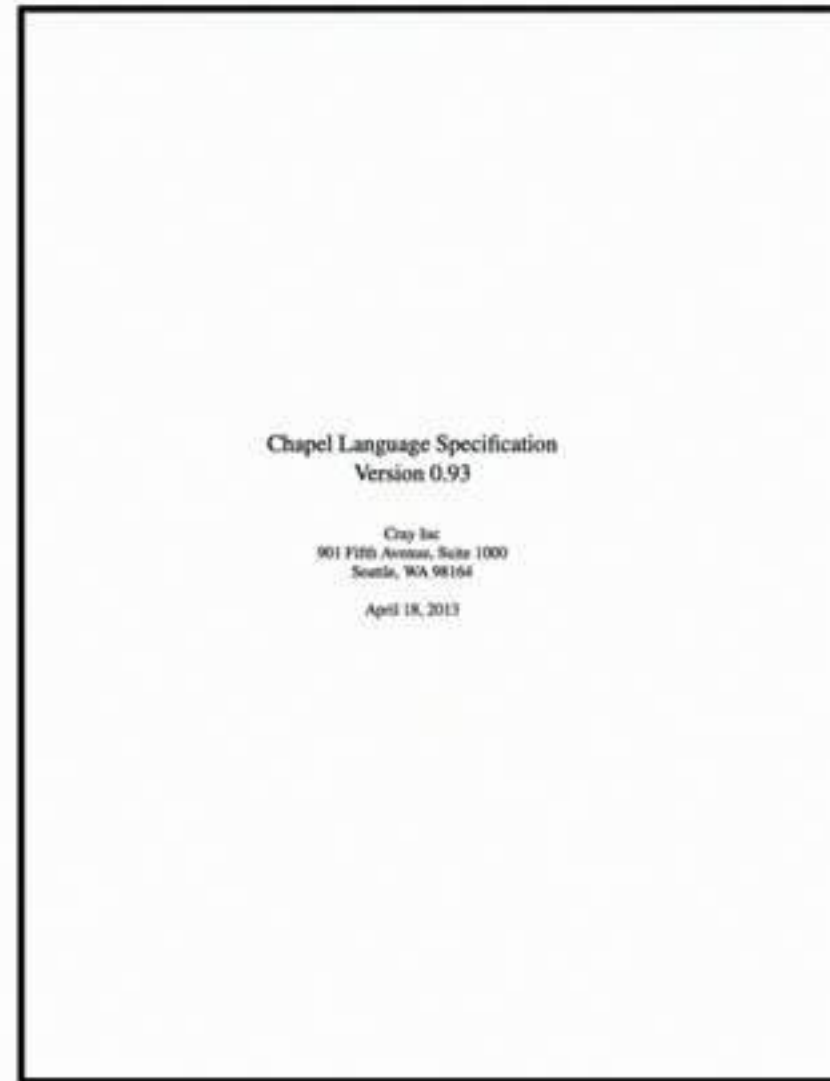 Chapel Language Specification
Version 0.93
Cray Inc
901 Fifth Avenue, Suite 1000
Seattle, WA 98164
April 18, 2013